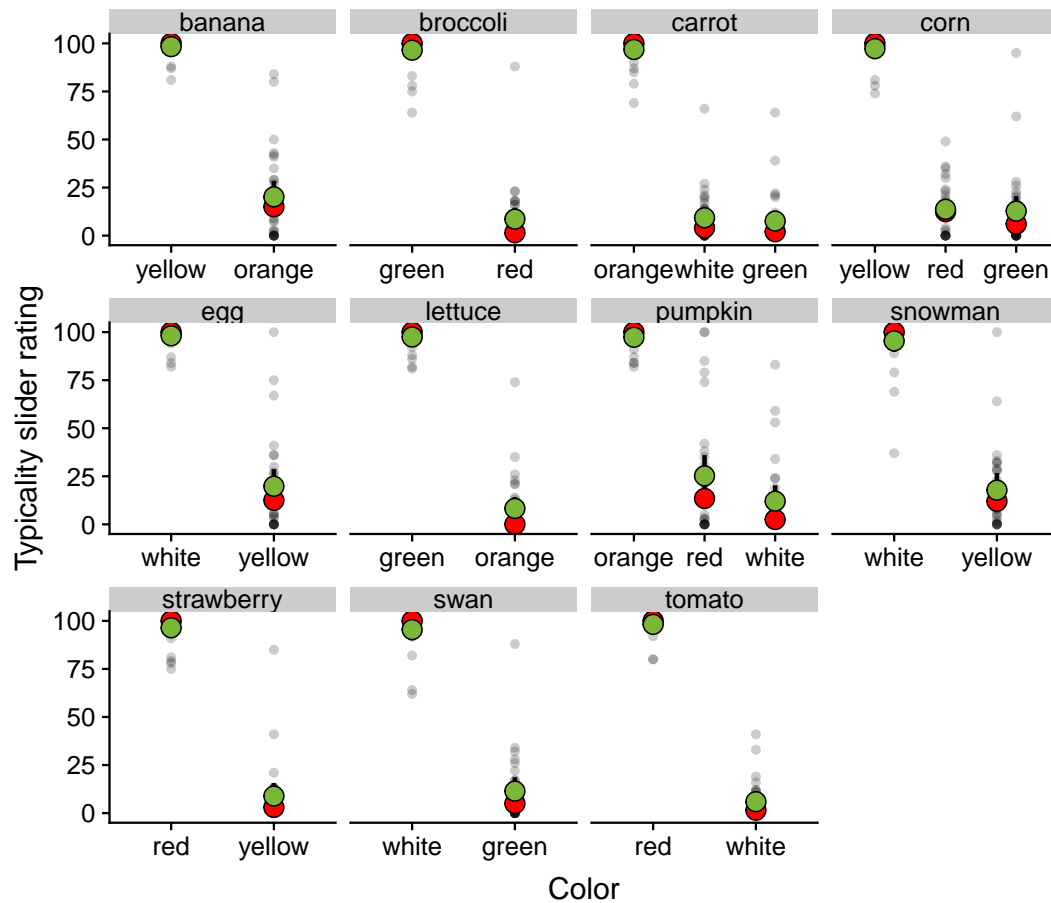 banana broccoli carrot corn
100
75
50
25
0
yellow orange green red orange white green yellow red green
egg lettuce pumpkin snowman
100
75
50
25
0
white yellow green orange orange red white white yellow
strawberry swan tomato
100
75
50
25
0
red yellow white green red white
Typicality slider rating
Color